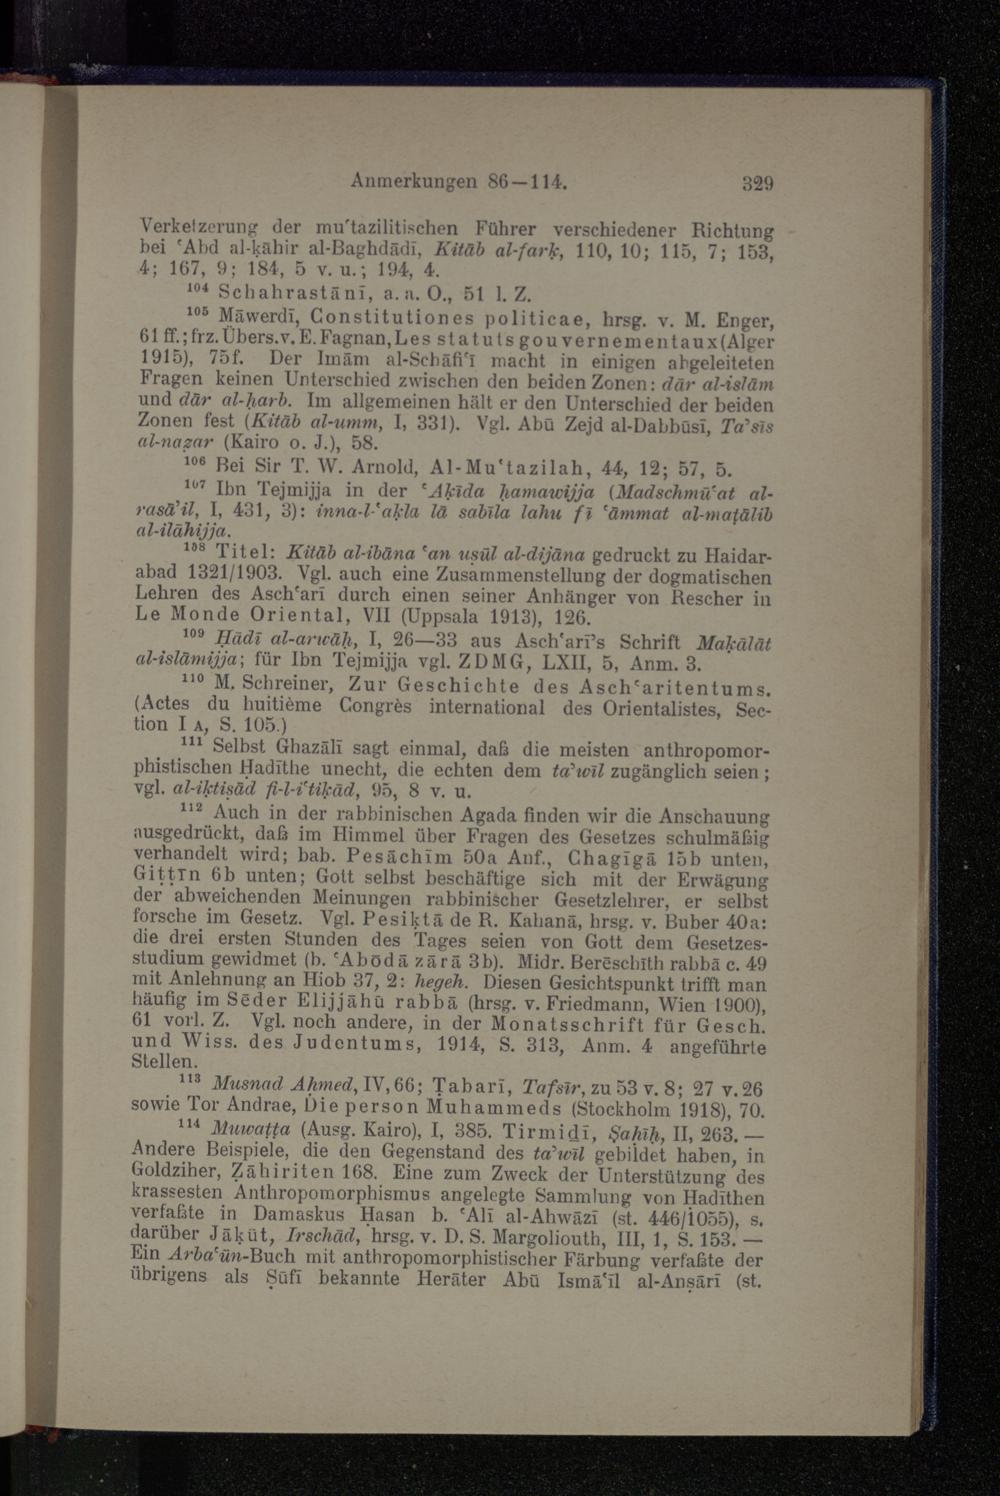 Anmerkungen 86—114. 329
Verketzerung der muʿtazilitischen Führer verschiedener Richtung
bei ʿAbd al-ḳāhir al-Baghdādī, Kitāb al-farḳ, 110, 10; 115, 7; 153,
4; 167, 9; 184, 5 v. u.; 194, 4.
104 Schahrastānī, a. a. O., 51 l. Z.
105 Māwerdī, Constitutiones politicae, hrsg. v. M. Enger,
61 ff.; frz. Übers. v. E. Fagnan, Les statuts gouvernementaux (Alger
1915), 75f. Der Imām al-Schāfiʿī macht in einigen abgeleiteten
Fragen keinen Unterschied zwischen den beiden Zonen: dār al-islām
und dār al-ḥarb. Im allgemeinen hält er den Unterschied der beiden
Zonen fest (Kitāb al-umm, I, 331). Vgl. Abū Zejd al-Dabbūsī, Taʾsīs
al-naẓar (Kairo o. J.), 58.
106 Bei Sir T. W. Arnold, Al-Muʿtazilah, 44, 12; 57, 5.
107 Ibn Tejmijja in der ʿAḳīda ḥamawijja (Madschmūʿat al-
rasāʾil, I, 431, 3): inna-l-ʿaḳla lā sabīla lahu fī ʿāmmat al-maṭālib
al-ilāhijja.
108 Titel: Kitāb al-ibāna ʿan uṣūl al-dijāna gedruckt zu Haidar-
abad 1321/1903. Vgl. auch eine Zusammenstellung der dogmatischen
Lehren des Aschʿarī durch einen seiner Anhänger von Rescher in
Le Monde Oriental, VII (Uppsala 1913), 126.
109 Ḥādī al-arwāḥ, I, 26—33 aus Aschʿarī's Schrift Maḳālāt
al-islāmijja; für Ibn Tejmijja vgl. ZDMG, LXII, 5, Anm. 3.
110 M. Schreiner, Zur Geschichte des Aschʿaritentums.
(Actes du huitième Congrès international des Orientalistes, Sec-
tion I A, S. 105.)
111 Selbst Ghazālī sagt einmal, daß die meisten anthropomor-
phistischen Ḥadīthe unecht, die echten dem taʾwīl zugänglich seien;
vgl. al-iḳtiṣād fi-l-iʿtiḳād, 95, 8 v. u.
112 Auch in der rabbinischen Agada finden wir die Anschauung
ausgedrückt, daß im Himmel über Fragen des Gesetzes schulmäßig
verhandelt wird; bab. Pesāchīm 50a Anf., Chagīgā 15b unten,
Giṭṭīn 6b unten; Gott selbst beschäftige sich mit der Erwägung
der abweichenden Meinungen rabbinischer Gesetzlehrer, er selbst
forsche im Gesetz. Vgl. Pesiḳtā de R. Kahanā, hrsg. v. Buber 40a:
die drei ersten Stunden des Tages seien von Gott dem Gesetzes-
studium gewidmet (b. ʿAbōdā zārā 3b). Midr. Berēschīth rabbā c. 49
mit Anlehnung an Hiob 37, 2: hegeh. Diesen Gesichtspunkt trifft man
häufig im Sēder Elijjāhū rabbā (hrsg. v. Friedmann, Wien 1900),
61 vorl. Z. Vgl. noch andere, in der Monatsschrift für Gesch.
und Wiss. des Judentums, 1914, S. 313, Anm. 4 angeführte
Stellen.
113 Musnad Aḥmed, IV, 66; Ṭabarī, Tafsīr, zu 53 v. 8; 27 v. 26
sowie Tor Andrae, Die person Muhammeds (Stockholm 1918), 70.
114 Muwaṭṭa (Ausg. Kairo), I, 385. Tirmiḏī, Ṣaḥīḥ, II, 263. —
Andere Beispiele, die den Gegenstand des taʾwīl gebildet haben, in
Goldziher, Ẓāhiriten 168. Eine zum Zweck der Unterstützung des
krassesten Anthropomorphismus angelegte Sammlung von Ḥadīthen
verfaßte in Damaskus Ḥasan b. ʿAlī al-Ahwāzī (st. 446/1055), s.
darüber Jāḳūt, Irschād, hrsg. v. D. S. Margoliouth, III, 1, S. 153. —
Ein Arbaʿūn-Buch mit anthropomorphistischer Färbung verfaßte der
übrigens als Ṣūfī bekannte Herāter Abū Ismāʿīl al-Anṣārī (st.